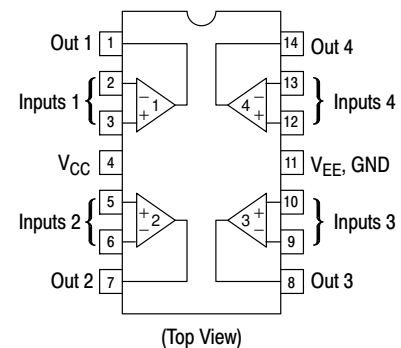 Out 1 1 14 Out 4
2 − 13 −
Inputs 1 1 4 Inputs 4
3 + 12 +
VCC 4 11 VEE, GND
5 + 10 +
Inputs 2 2 3 Inputs 3
6 − 9 −
Out 2 7 8 Out 3
(Top View)